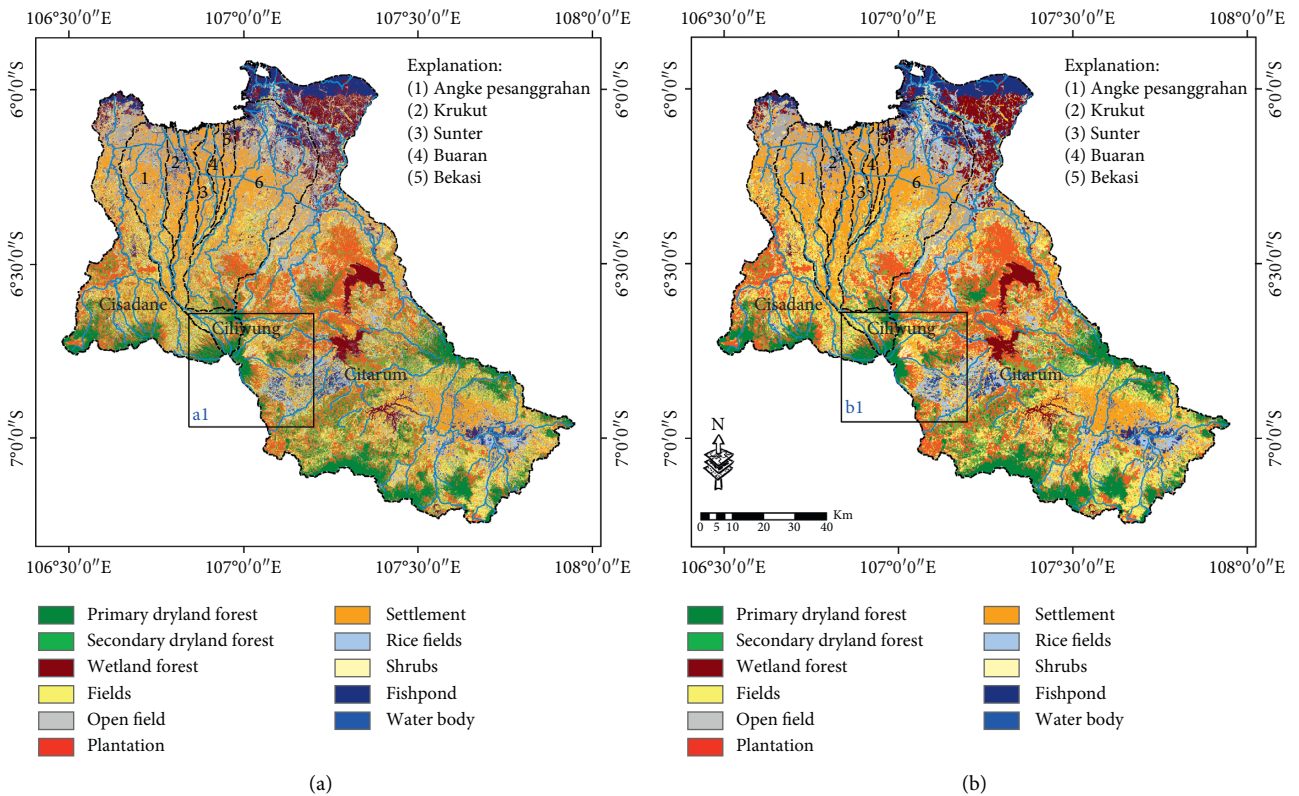 106°30′0″E 107°0′0″E 107°30′0″E 108°0′0″E
6°0′0″S
6°30′0″S
7°0′0″S
Explanation:
(1) Angke pesanggrahan
(2) Krukut
(3) Sunter
(4) Buaran
(5) Bekasi
1
2
3
4
5
6
Cisadane
Ciliwung
Citarum
a1
6°0′0″S
6°30′0″S
7°0′0″S
106°30′0″E 107°0′0″E 107°30′0″E 108°0′0″E
Primary dryland forest
Secondary dryland forest
Wetland forest
Fields
Open field
Plantation
Settlement
Rice fields
Shrubs
Fishpond
Water body
(a)
106°30′0″E 107°0′0″E 107°30′0″E 108°0′0″E
6°0′0″S
6°30′0″S
7°0′0″S
Explanation:
(1) Angke pesanggrahan
(2) Krukut
(3) Sunter
(4) Buaran
(5) Bekasi
1
2
3
4
5
6
Cisadane
Ciliwung
Citarum
b1
N
Km
0 5 10 20 30 40
6°0′0″S
6°30′0″S
7°0′0″S
106°30′0″E 107°0′0″E 107°30′0″E 108°0′0″E
Primary dryland forest
Secondary dryland forest
Wetland forest
Fields
Open field
Plantation
Settlement
Rice fields
Shrubs
Fishpond
Water body
(b)